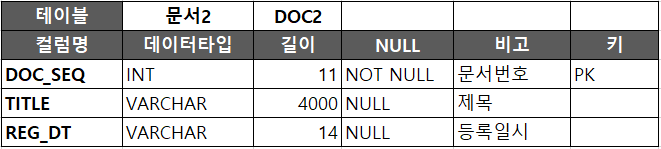 테이블 문서2 DOC2
컬럼명 데이터타입 길이 NULL 비고 키
DOC_SEQ INT 11 NOT NULL 문서번호 PK
TITLE VARCHAR 4000 NULL 제목
REG_DT VARCHAR 14 NULL 등록일시